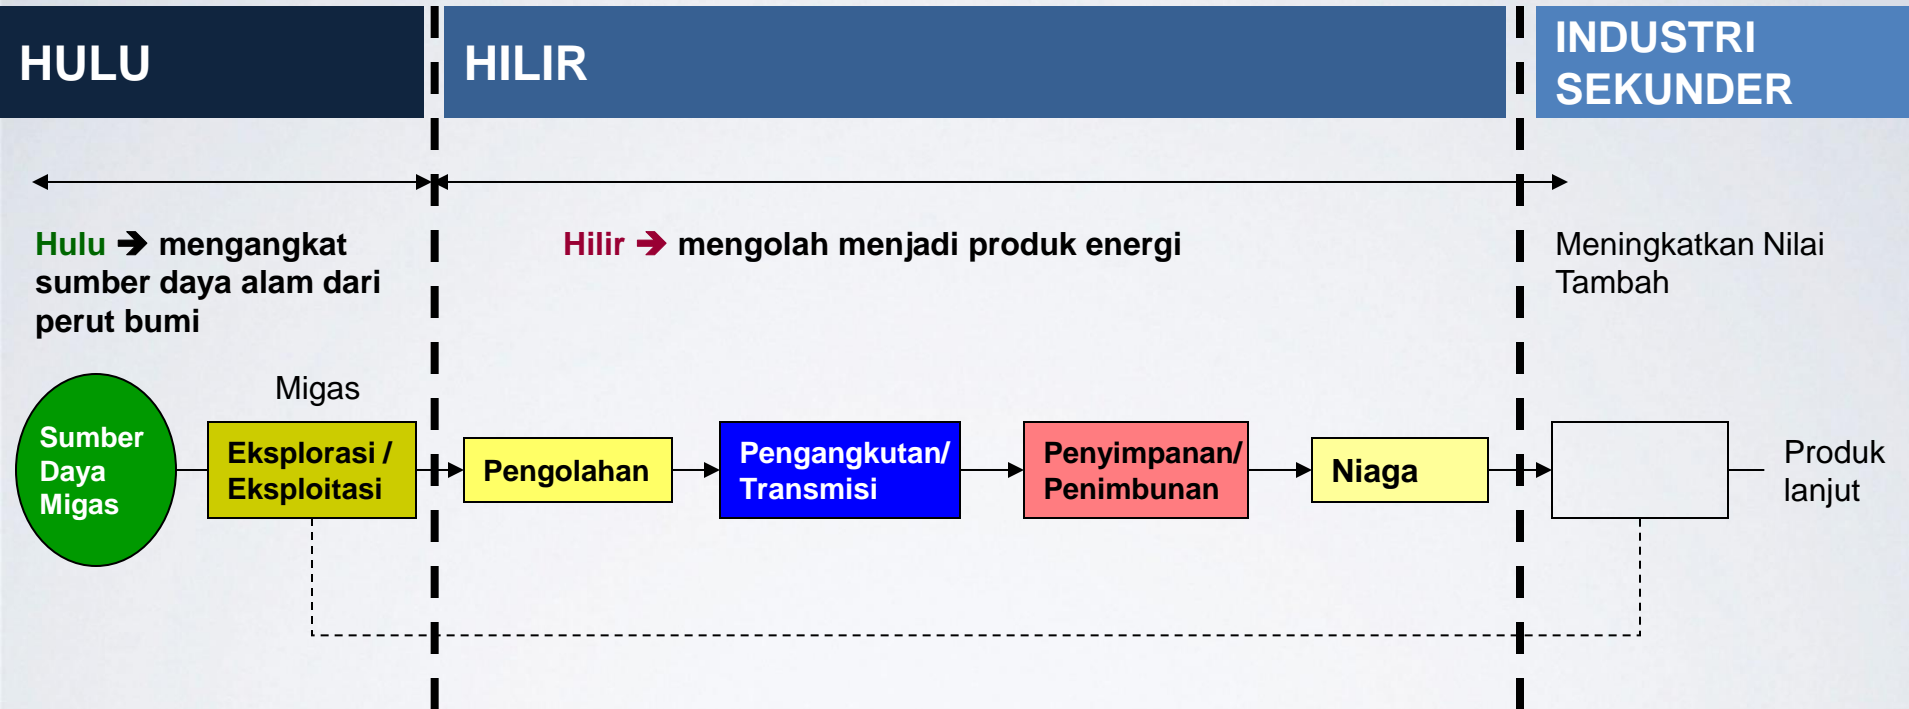 HULU
HILIR
INDUSTRI
SEKUNDER
Hulu ➔ mengangkat
sumber daya alam dari
perut bumi
Hilir ➔ mengolah menjadi produk energi
Meningkatkan Nilai
Tambah
Migas
Sumber
Daya
Migas
Eksplorasi /
Eksploitasi
Pengolahan
Pengangkutan/
Transmisi
Penyimpanan/
Penimbunan
Niaga
Produk
lanjut